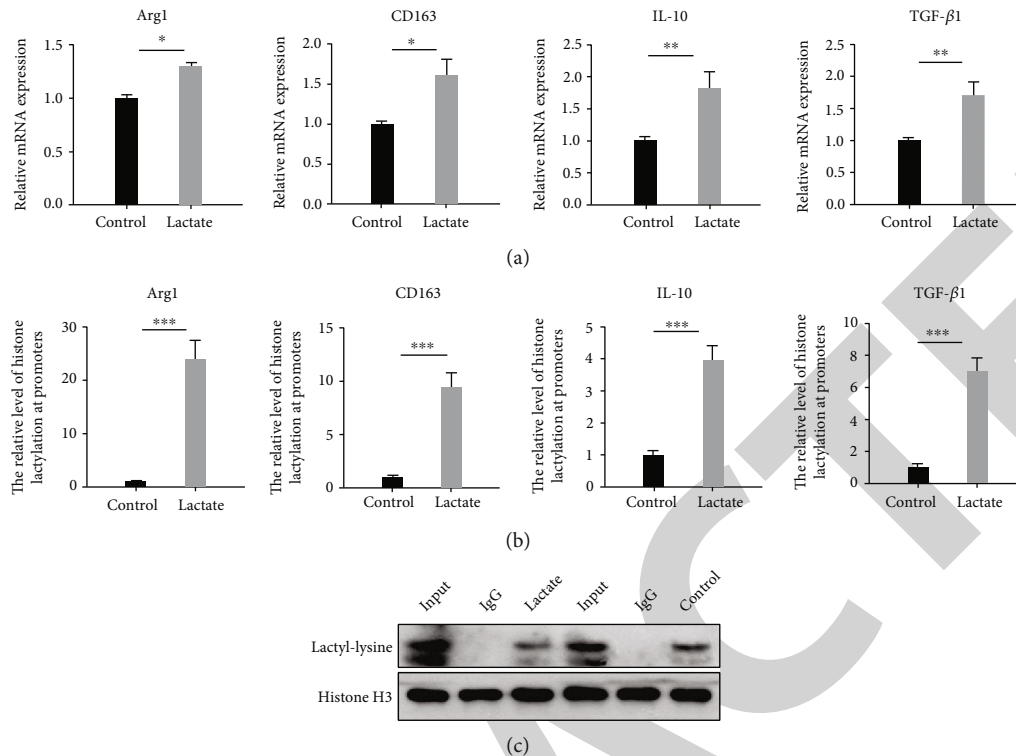 Arg1
Relative mRNA expression
1.5
1.0
0.5
0.0
*
Control
Lactate
CD163
Relative mRNA expression
2.0
1.5
1.0
0.5
0.0
*
Control
Lactate
IL-10
Relative mRNA expression
2.5
2.0
1.5
1.0
0.5
0.0
**
Control
Lactate
TGF-β1
Relative mRNA expression
2.5
2.0
1.5
1.0
0.5
0.0
**
Control
Lactate
(a)
Arg1
The relative level of histone
lactylation at promoters
30
20
10
0
***
Control
Lactate
CD163
The relative level of histone
lactylation at promoters
15
10
5
0
***
Control
Lactate
IL-10
The relative level of histone
lactylation at promoters
5
4
3
2
1
0
***
Control
Lactate
TGF-β1
The relative level of histone
lactylation at promoters
10
8
6
4
2
0
***
Control
Lactate
(b)
Input
IgG
Lactate
Input
IgG
Control
Lactyl-lysine
Histone H3
(c)